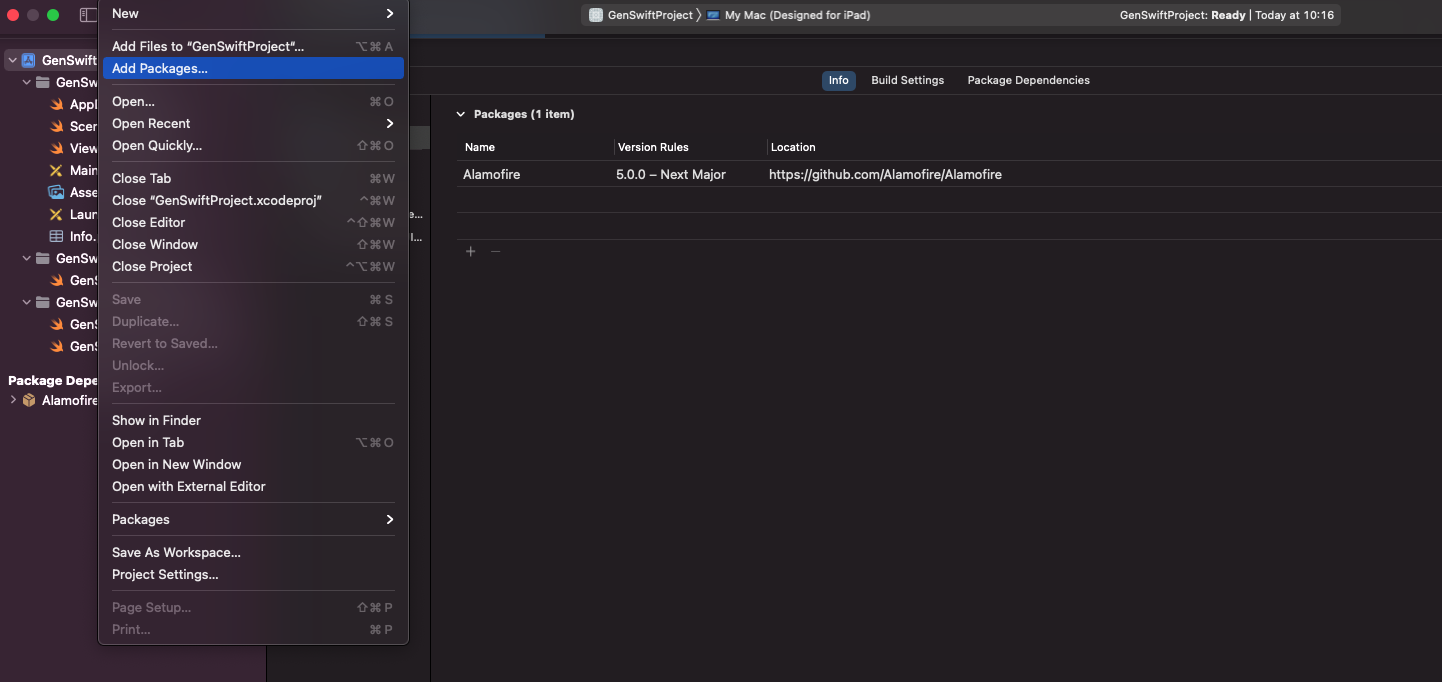 GenSwiftProject 〉 My Mac (Designed for iPad)
GenSwiftProject: Ready | Today at 10:16
GenSwift
GenSw
Appl
Scen
View
Main
Asse
Laun
Info.
GenSw
GenS
GenSw
GenS
GenS
Package Depe
Alamofire
New
Add Files to “GenSwiftProject“... ⌥⌘A
Add Packages...
Open... ⌘O
Open Recent
Open Quickly... ⇧⌘O
Close Tab ⌘W
Close “GenSwiftProject.xcodeproj” ^⌘W
Close Editor ^⇧⌘W
Close Window ⇧⌘W
Close Project ^⌥⌘W
Save ⌘S
Duplicate... ⇧⌘S
Revert to Saved...
Unlock...
Export...
Show in Finder
Open in Tab ⌥⌘O
Open in New Window
Open with External Editor
Packages
Save As Workspace...
Project Settings...
Page Setup... ⇧⌘P
Print... ⌘P
Info Build Settings Package Dependencies
Packages (1 item)
Name Version Rules Location
Alamofire 5.0.0 – Next Major https://github.com/Alamofire/Alamofire